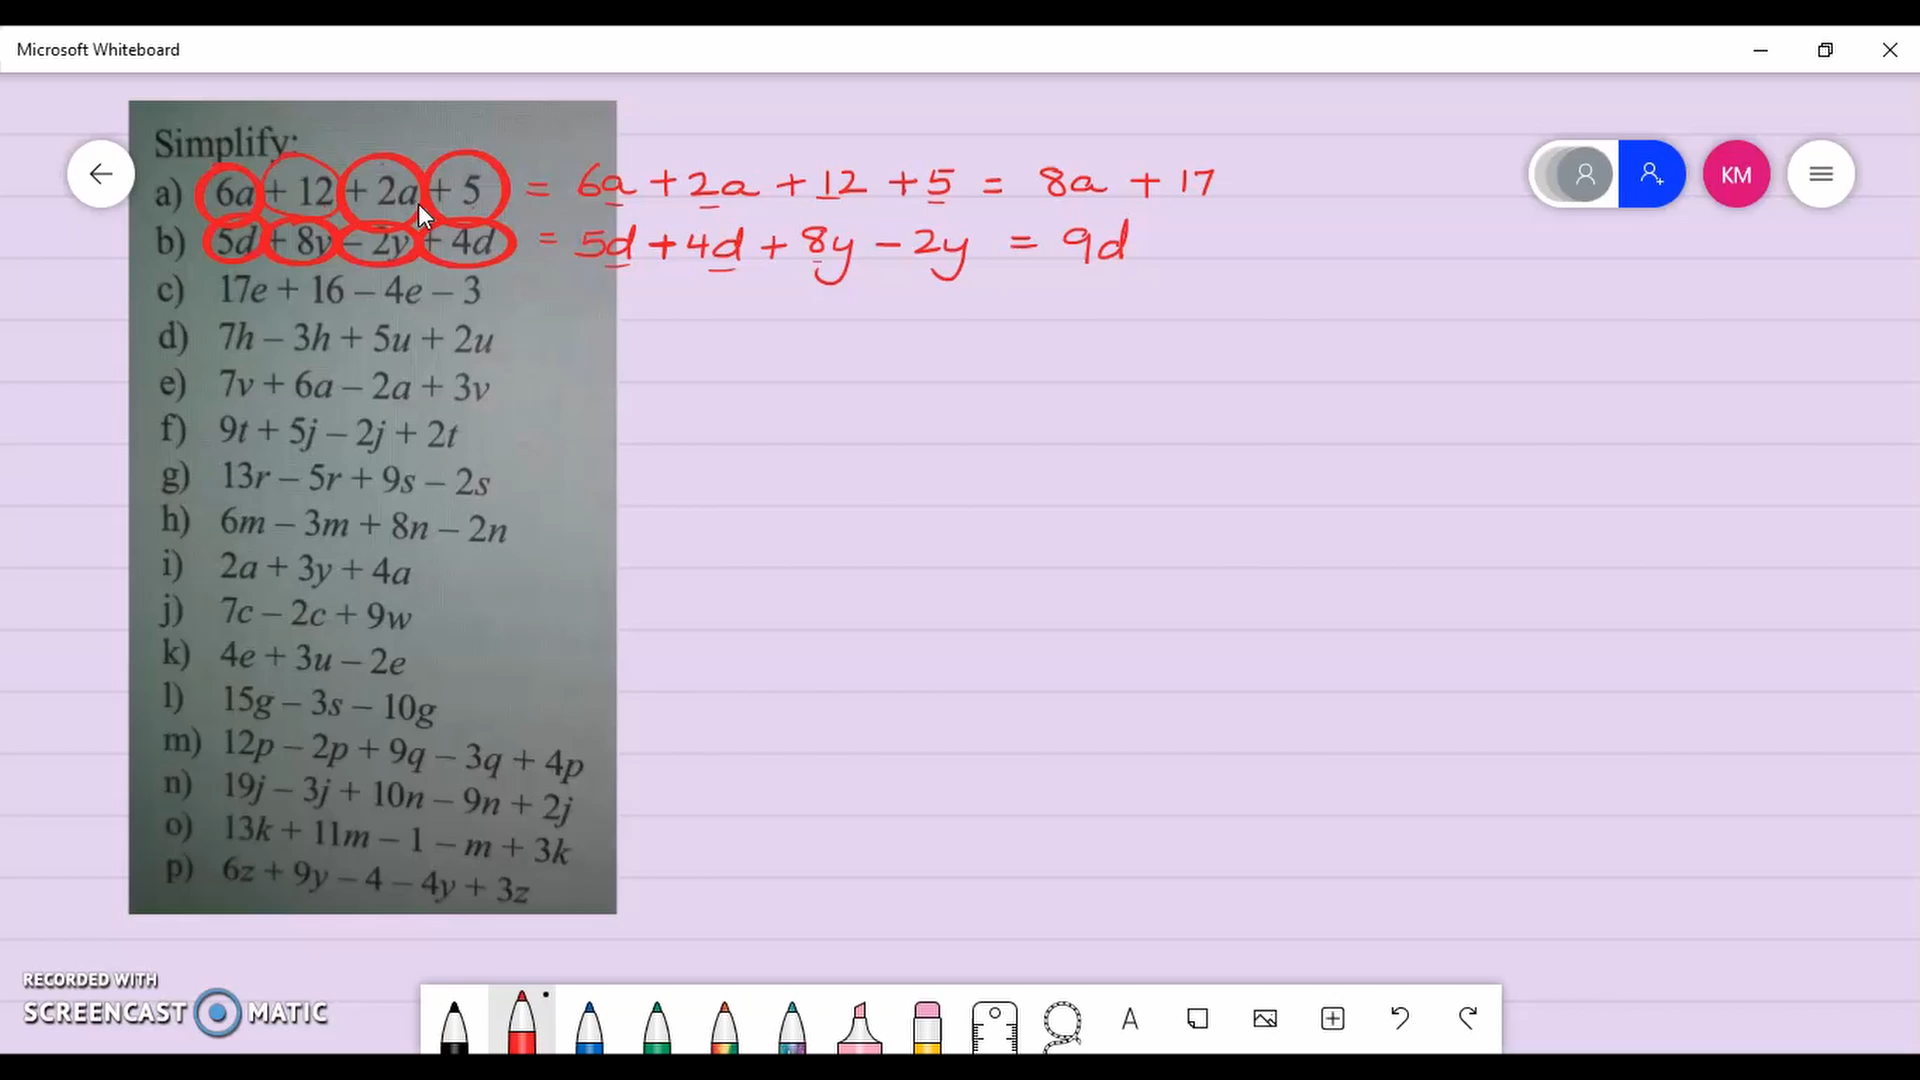 Microsoft Whiteboard
Simplify:
a) 6a + 12 + 2a + 5 = 6a + 2a + 12 + 5 = 8a + 17
b) 5d + 8y – 2y + 4d = 5d + 4d + 8y – 2y = 9d
c) 17e + 16 – 4e – 3
d) 7h – 3h + 5u + 2u
e) 7v + 6a – 2a + 3v
f) 9t + 5j – 2j + 2t
g) 13r – 5r + 9s – 2s
h) 6m – 3m + 8n – 2n
i) 2a + 3y + 4a
j) 7c – 2c + 9w
k) 4e + 3u – 2e
l) 15g – 3s – 10g
m) 12p – 2p + 9q – 3q + 4p
n) 19j – 3j + 10n – 9n + 2j
o) 13k + 11m – 1 – m + 3k
p) 6z + 9y – 4 – 4y + 3z
KM
RECORDED WITH
SCREENCAST MATIC
A